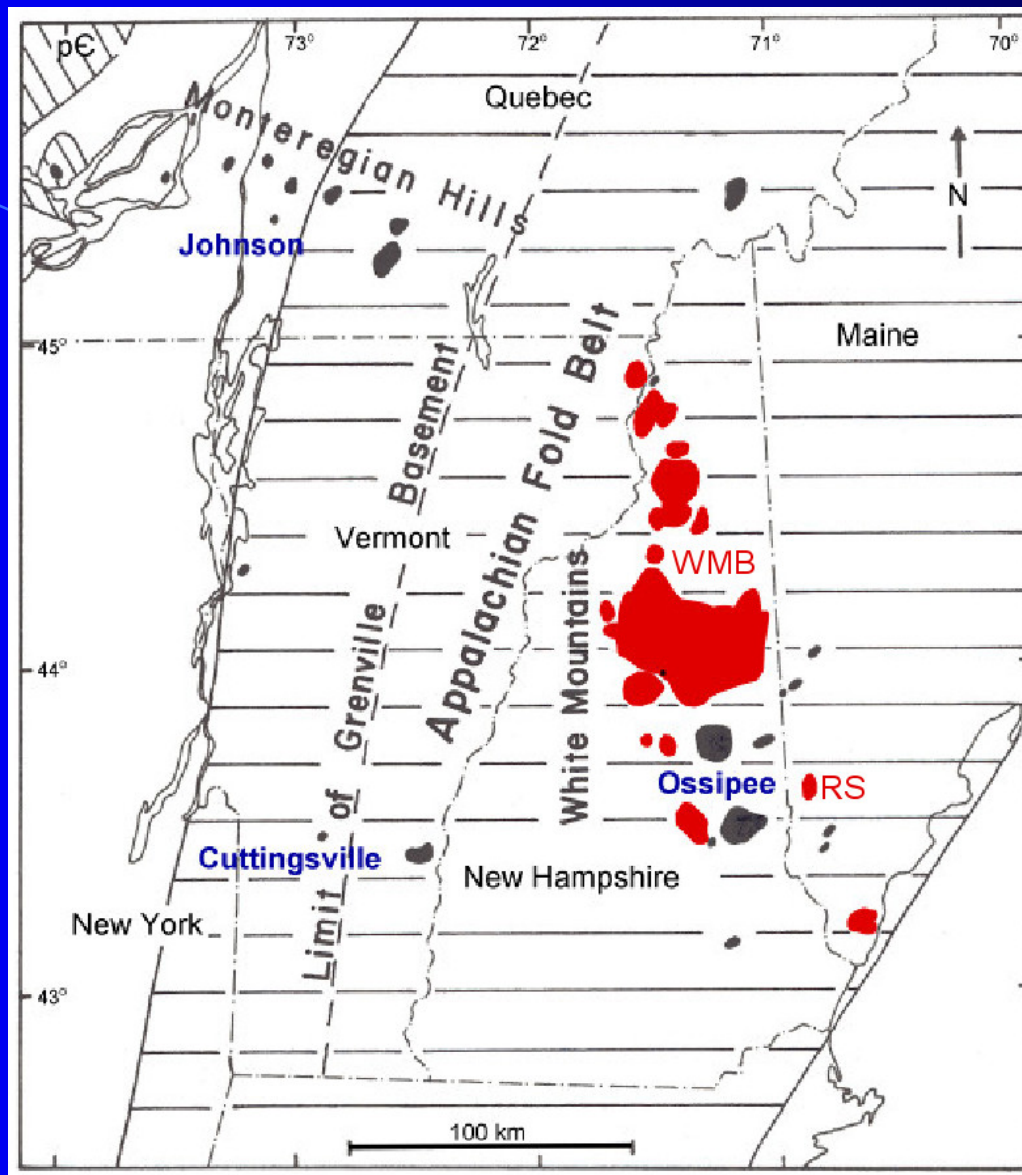 pЄ
73°
72°
71°
70°
Quebec
Monteregian Hills
N
Johnson
45°
Maine
Limit of Grenville Basement
Appalachian Fold Belt
Vermont
WMB
White Mountains
44°
Ossipee
RS
Cuttingsville
New Hampshire
New York
43°
100 km